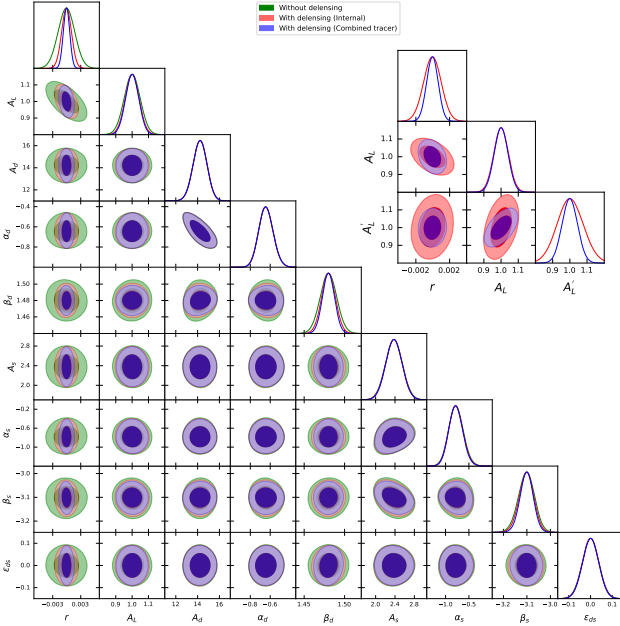 Without delensing
With delensing (Internal)
With delensing (Combined tracer)
A_L
1.1
1.0
0.9
A_d
16
14
12
α_d
−0.4
−0.6
−0.8
β_d
1.50
1.48
1.46
A_s
2.8
2.4
2.0
α_s
−0.2
−0.6
−1.0
β_s
−3.0
−3.1
−3.2
ε_ds
0.1
0.0
−0.1
−0.003 0.003
0.9 1.0 1.1
12 14 16
−0.8 −0.6
1.45 1.50
2.0 2.4 2.8
−1.0 −0.5
−3.2 −3.1 −3.0
−0.1 0.0 0.1
r A_L A_d α_d β_d A_s α_s β_s ε_ds
A_L
1.1
1.0
0.9
A′_L
1.1
1.0
0.9
−0.002 0.002
0.9 1.0 1.1
0.9 1.0 1.1
r A_L A′_L